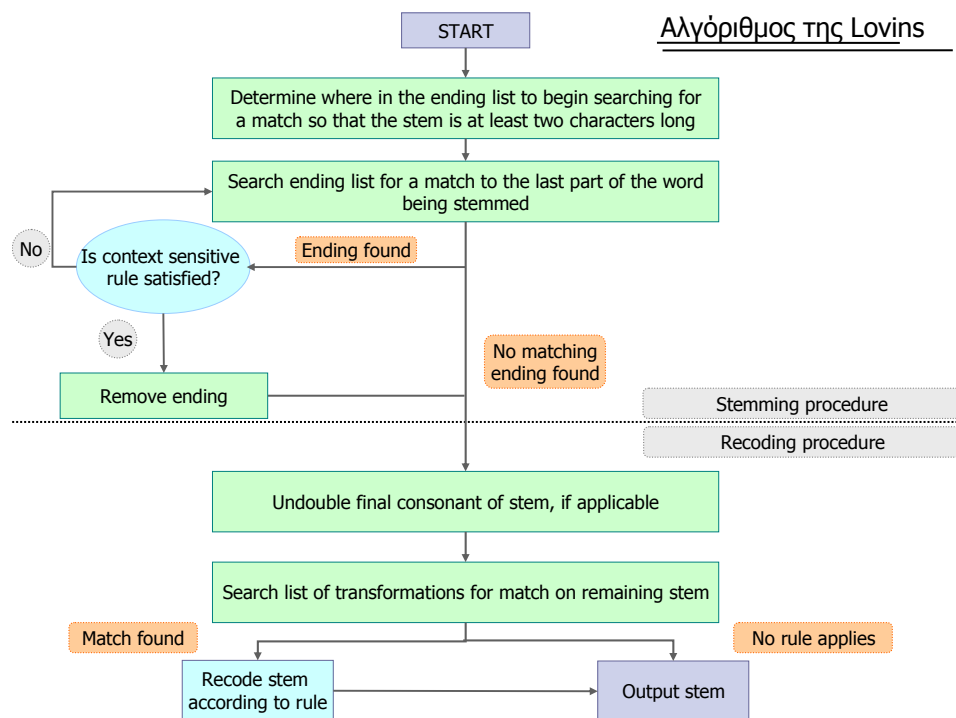 START
Αλγόριθμος της Lovins
Determine where in the ending list to begin searching for
a match so that the stem is at least two characters long
Search ending list for a match to the last part of the word
being stemmed
No
Is context sensitive
rule satisfied?
Ending found
Yes
No matching
ending found
Remove ending
Stemming procedure
Recoding procedure
Undouble final consonant of stem, if applicable
Search list of transformations for match on remaining stem
Match found
No rule applies
Recode stem
according to rule
Output stem